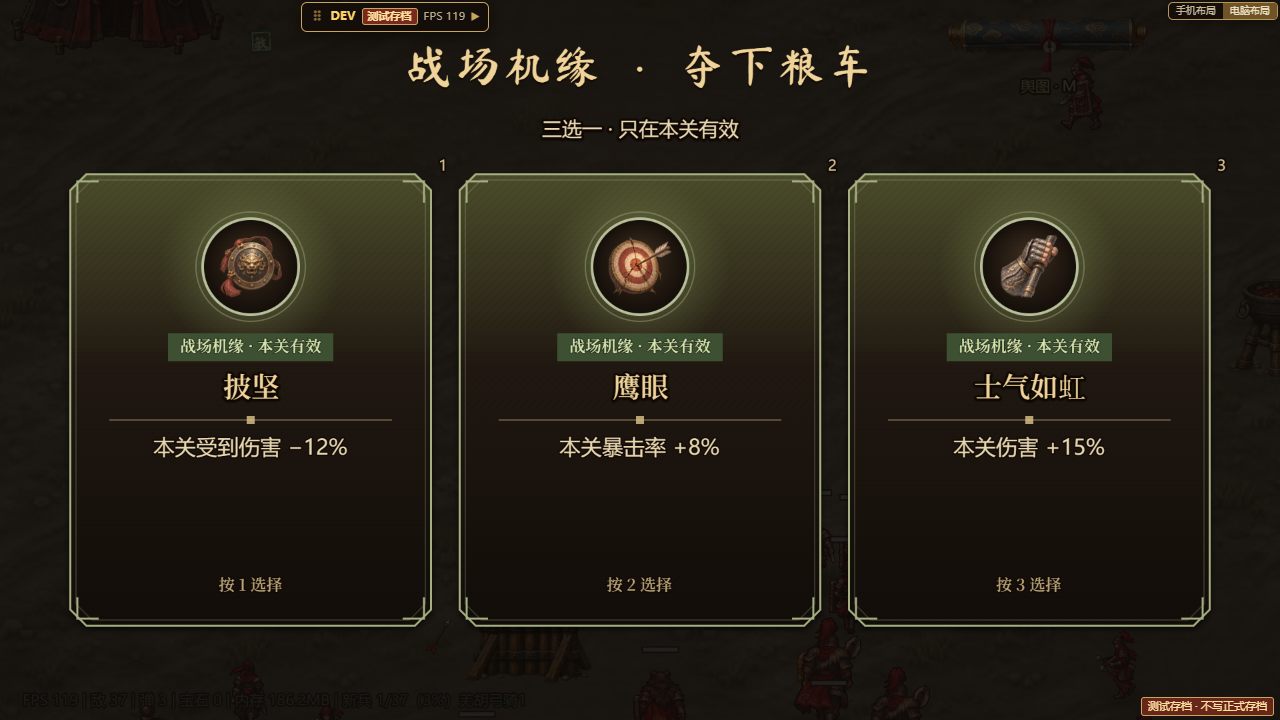 DEV 测试存档 FPS 119
手机布局 电脑布局
战场机缘 · 夺下粮车
舆图 · M
三选一 · 只在本关有效
1
2
3
战场机缘 · 本关有效
披坚
本关受到伤害 −12%
按 1 选择
战场机缘 · 本关有效
鹰眼
本关暴击率 +8%
按 2 选择
战场机缘 · 本关有效
士气如虹
本关伤害 +15%
按 3 选择
测试存档 · 不写正式存档